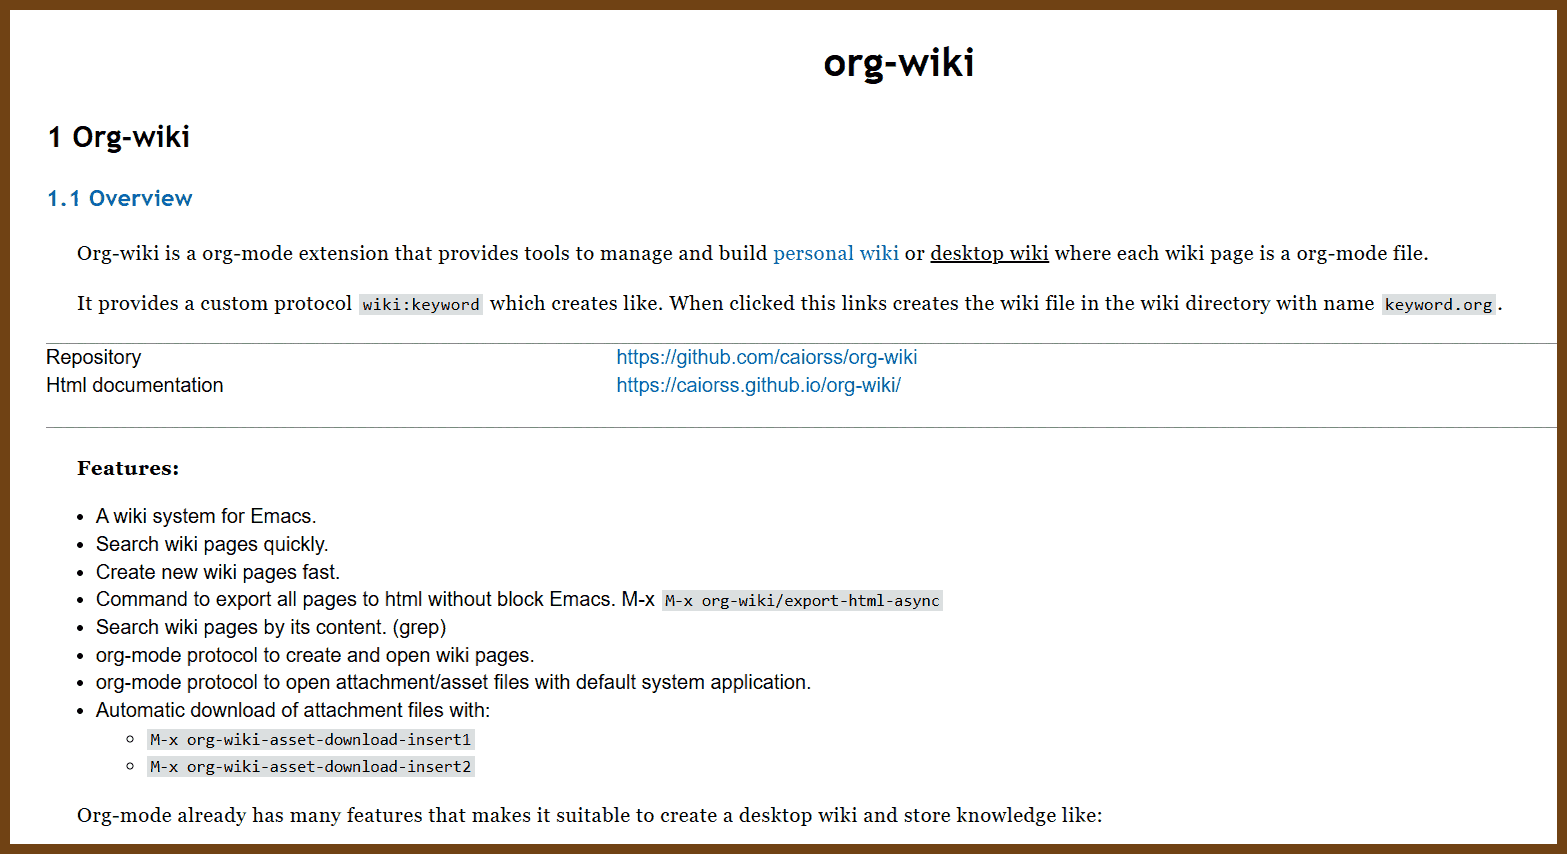 org-wiki
1 Org-wiki
1.1 Overview
Org-wiki is a org-mode extension that provides tools to manage and build personal wiki or desktop wiki where each wiki page is a org-mode file.
It provides a custom protocol wiki:keyword which creates like. When clicked this links creates the wiki file in the wiki directory with name keyword.org.
Repository https://github.com/caiorss/org-wiki
Html documentation https://caiorss.github.io/org-wiki/
Features:
• A wiki system for Emacs.
• Search wiki pages quickly.
• Create new wiki pages fast.
• Command to export all pages to html without block Emacs. M-x M-x org-wiki/export-html-async
• Search wiki pages by its content. (grep)
• org-mode protocol to create and open wiki pages.
• org-mode protocol to open attachment/asset files with default system application.
• Automatic download of attachment files with:
◦ M-x org-wiki-asset-download-insert1
◦ M-x org-wiki-asset-download-insert2
Org-mode already has many features that makes it suitable to create a desktop wiki and store knowledge like: